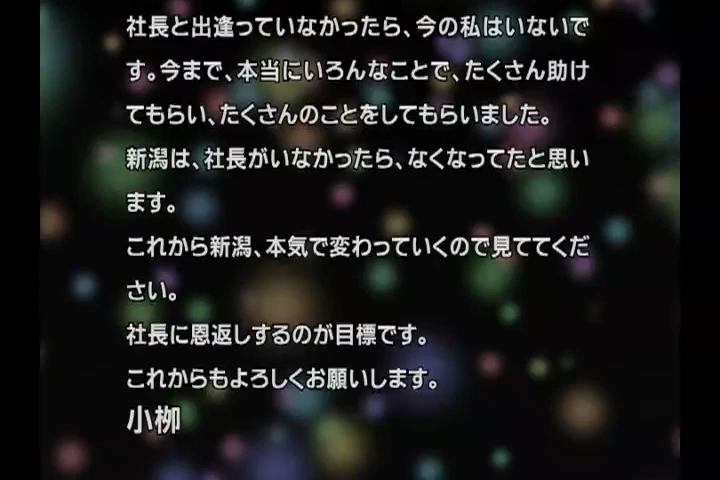 社長と出逢っていなかったら、今の私はいないで
す。今まで、本当にいろんなことで、たくさん助け
てもらい、たくさんのことをしてもらいました。
新潟は、社長がいなかったら、なくなってたと思い
ます。
これから新潟、本気で変わっていくので見ててくだ
さい。
社長に恩返しするのが目標です。
これからもよろしくお願いします。
小栁